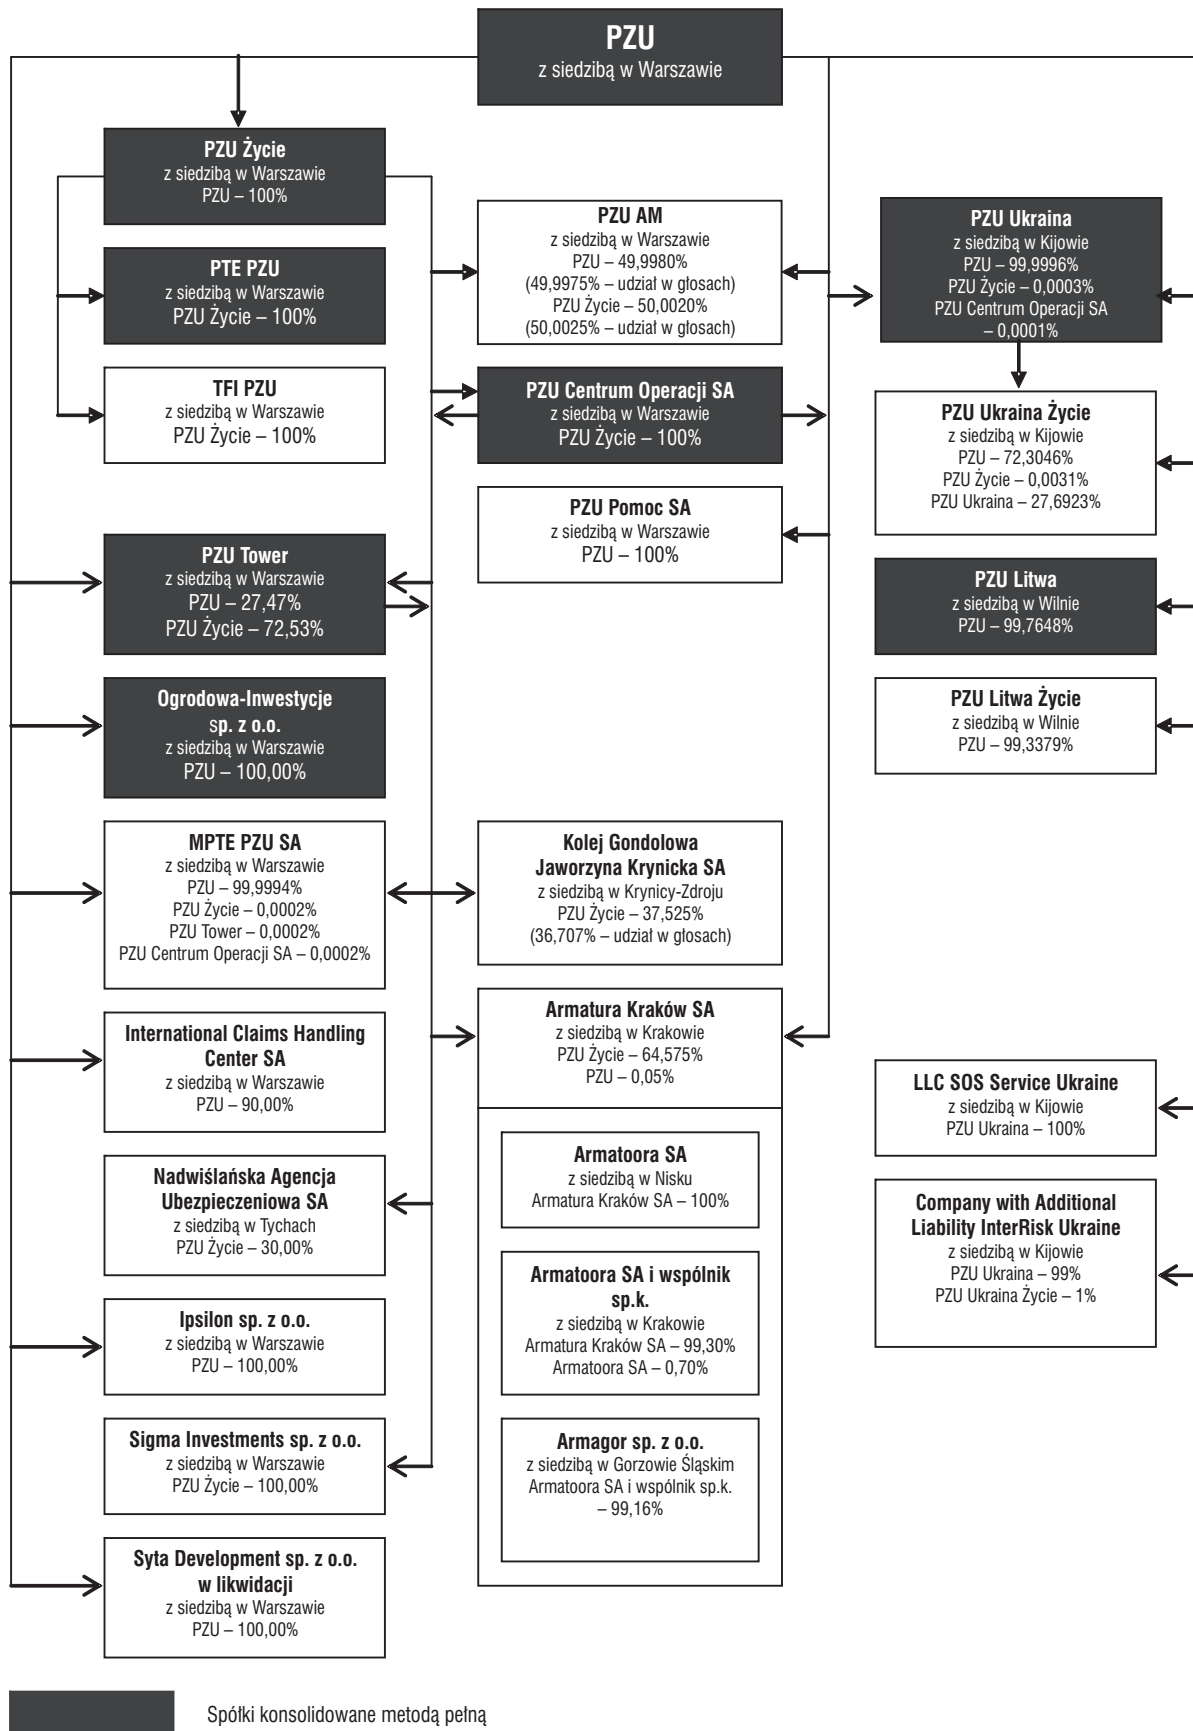 PZU
z siedzibą w Warszawie
PZU Życie
z siedzibą w Warszawie
PZU – 100%
PTE PZU
z siedzibą w Warszawie
PZU Życie – 100%
TFI PZU
z siedzibą w Warszawie
PZU Życie – 100%
PZU Tower
z siedzibą w Warszawie
PZU – 27,47%
PZU Życie – 72,53%
Ogrodowa-Inwestycje
sp. z o.o.
z siedzibą w Warszawie
PZU – 100,00%
MPTE PZU SA
z siedzibą w Warszawie
PZU – 99,9994%
PZU Życie – 0,0002%
PZU Tower – 0,0002%
PZU Centrum Operacji SA – 0,0002%
International Claims Handling
Center SA
z siedzibą w Warszawie
PZU – 90,00%
Nadwiślańska Agencja
Ubezpieczeniowa SA
z siedzibą w Tychach
PZU Życie – 30,00%
Ipsilon sp. z o.o.
z siedzibą w Warszawie
PZU – 100,00%
Sigma Investments sp. z o.o.
z siedzibą w Warszawie
PZU Życie – 100,00%
Syta Development sp. z o.o.
w likwidacji
z siedzibą w Warszawie
PZU – 100,00%
PZU AM
z siedzibą w Warszawie
PZU – 49,9980%
(49,9975% – udział w głosach)
PZU Życie – 50,0020%
(50,0025% – udział w głosach)
PZU Centrum Operacji SA
z siedzibą w Warszawie
PZU Życie – 100%
PZU Pomoc SA
z siedzibą w Warszawie
PZU – 100%
Kolej Gondolowa
Jaworzyna Krynicka SA
z siedzibą w Krynicy-Zdroju
PZU Życie – 37,525%
(36,707% – udział w głosach)
Armatura Kraków SA
z siedzibą w Krakowie
PZU Życie – 64,575%
PZU – 0,05%
Armatoora SA
z siedzibą w Nisku
Armatura Kraków SA – 100%
Armatoora SA i wspólnik
sp.k.
z siedzibą w Krakowie
Armatura Kraków SA – 99,30%
Armatoora SA – 0,70%
Armagor sp. z o.o.
z siedzibą w Gorzowie Śląskim
Armatoora SA i wspólnik sp.k.
– 99,16%
PZU Ukraina
z siedzibą w Kijowie
PZU – 99,9996%
PZU Życie – 0,0003%
PZU Centrum Operacji SA
– 0,0001%
PZU Ukraina Życie
z siedzibą w Kijowie
PZU – 72,3046%
PZU Życie – 0,0031%
PZU Ukraina – 27,6923%
PZU Litwa
z siedzibą w Wilnie
PZU – 99,7648%
PZU Litwa Życie
z siedzibą w Wilnie
PZU – 99,3379%
LLC SOS Service Ukraine
z siedzibą w Kijowie
PZU Ukraina – 100%
Company with Additional
Liability InterRisk Ukraine
z siedzibą w Kijowie
PZU Ukraina – 99%
PZU Ukraina Życie – 1%
Spółki konsolidowane metodą pełną